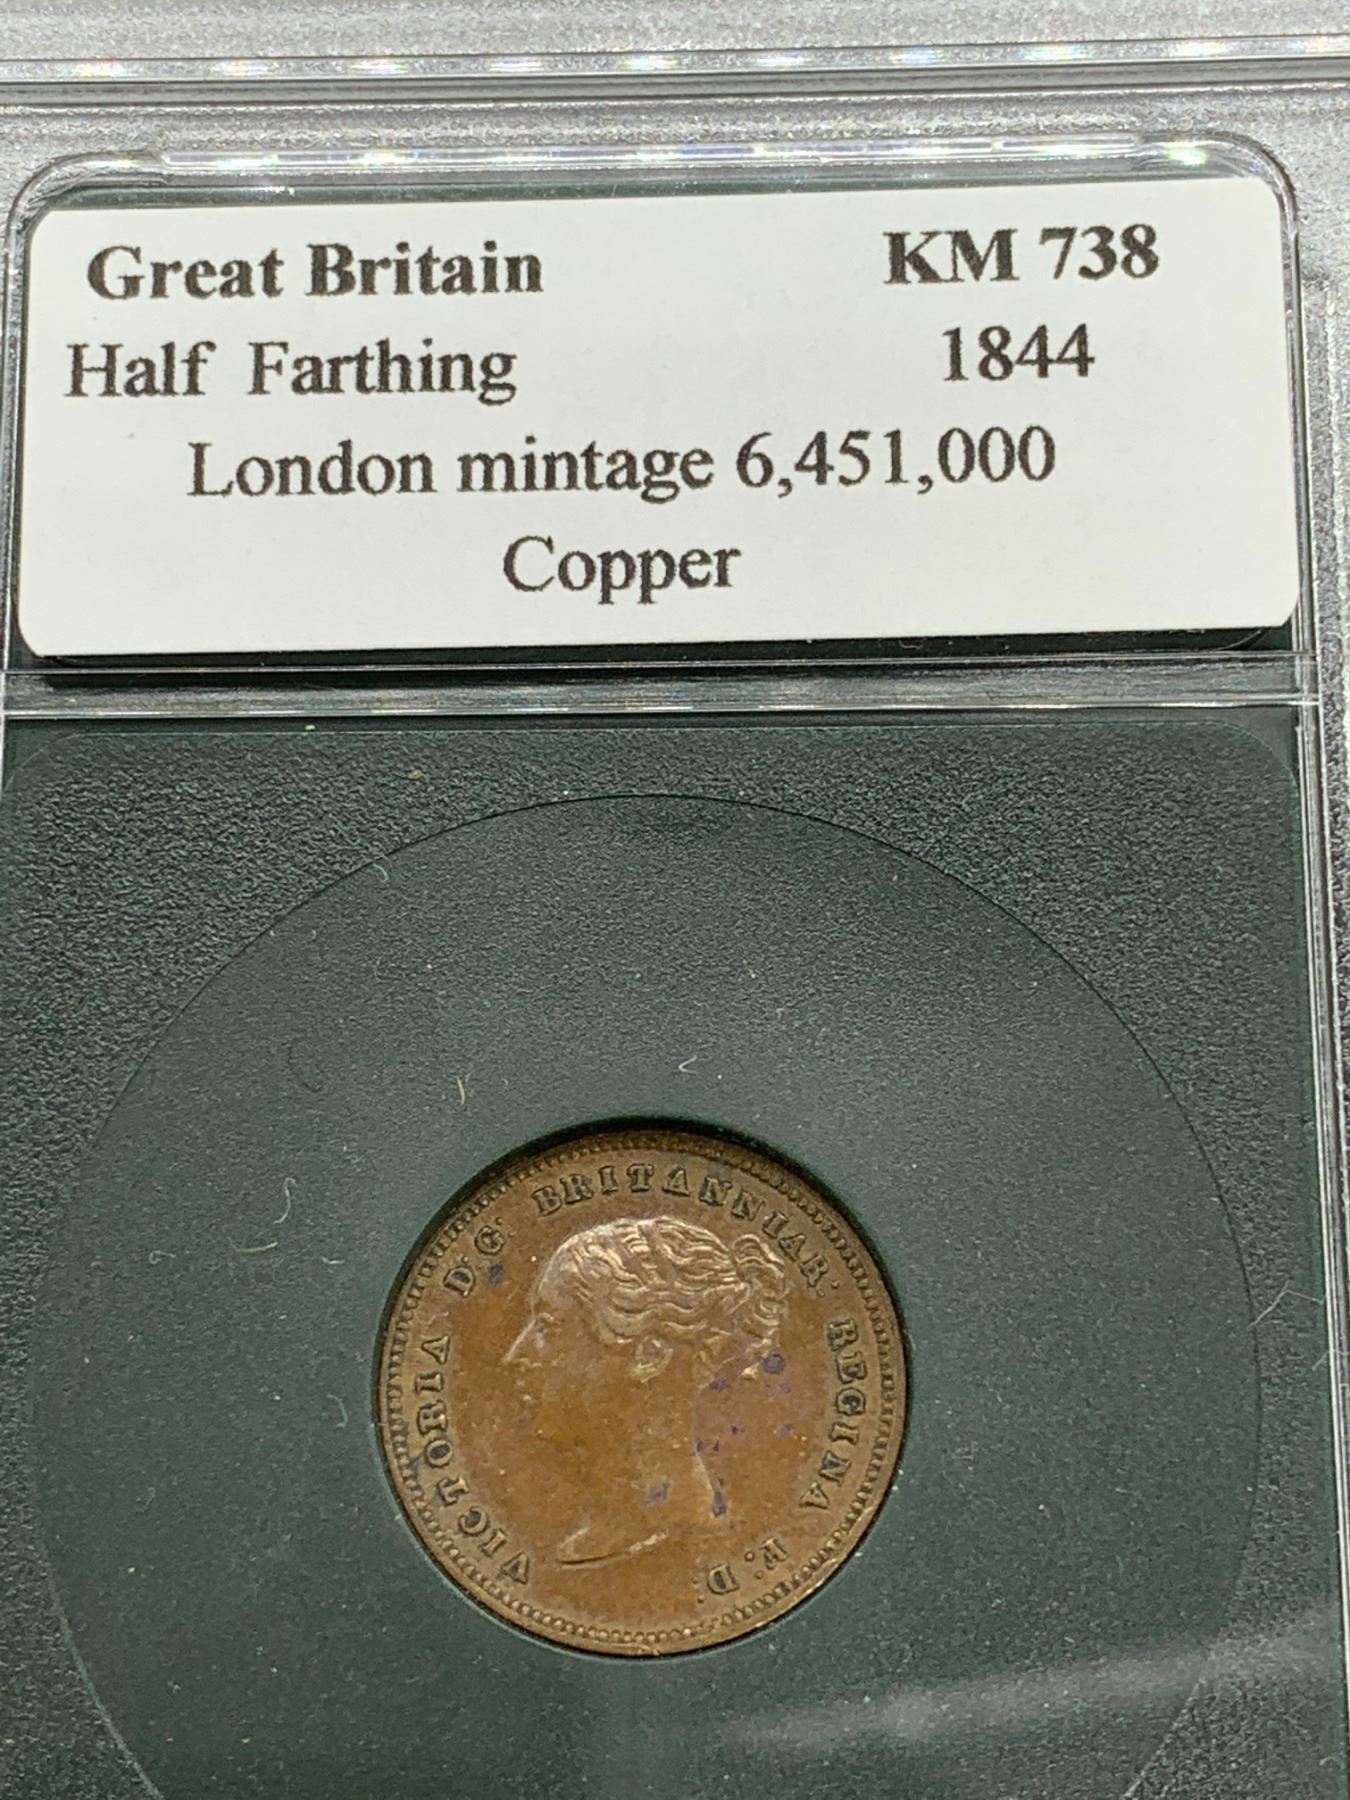 Great Britain KM 738
Half Farthing 1844
London mintage 6,451,000
Copper
VICTORIA D: G: BRITANNIAR: REGINA F: D: